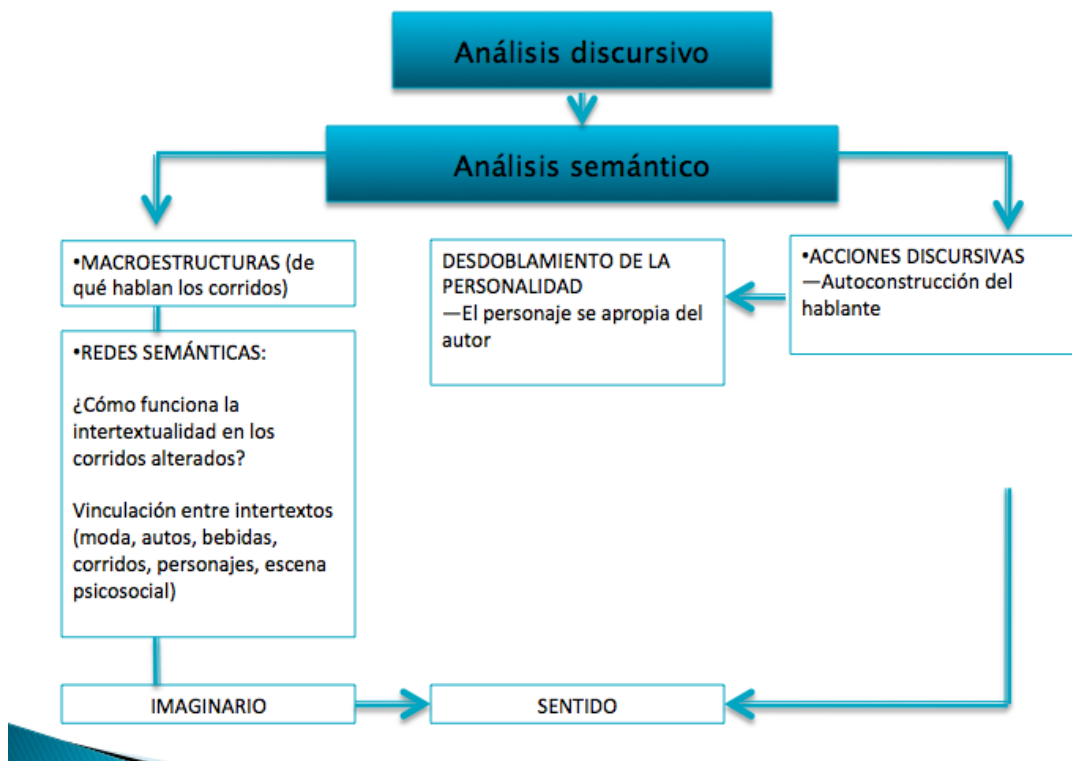 Análisis discursivo
Análisis semántico
•MACROESTRUCTURAS (de
qué hablan los corridos)
•REDES SEMÁNTICAS:
¿Cómo funciona la
intertextualidad en los
corridos alterados?
Vinculación entre intertextos
(moda, autos, bebidas,
corridos, personajes, escena
psicosocial)
IMAGINARIO
DESDOBLAMIENTO DE LA
PERSONALIDAD
—El personaje se apropia del
autor
•ACCIONES DISCURSIVAS
—Autoconstrucción del
hablante
SENTIDO